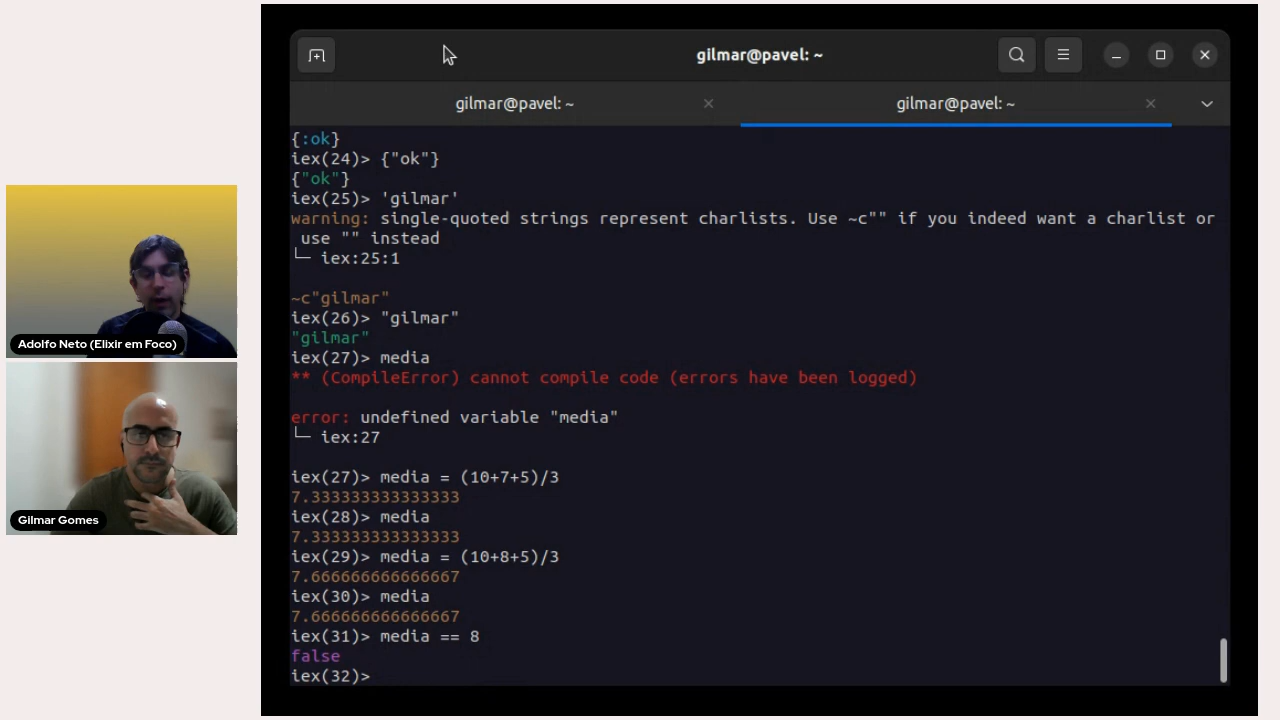 gilmar@pavel: ~
gilmar@pavel: ~
gilmar@pavel: ~
{:ok}
iex(24)> {"ok"}
{"ok"}
iex(25)> 'gilmar'
warning: single-quoted strings represent charlists. Use ~c"" if you indeed want a charlist or
use "" instead
└─ iex:25:1
~c"gilmar"
iex(26)> "gilmar"
"gilmar"
iex(27)> media
** (CompileError) cannot compile code (errors have been logged)
error: undefined variable "media"
└─ iex:27
iex(27)> media = (10+7+5)/3
7.333333333333333
iex(28)> media
7.333333333333333
iex(29)> media = (10+8+5)/3
7.666666666666667
iex(30)> media
7.666666666666667
iex(31)> media == 8
false
iex(32)>
Adolfo Neto (Elixir em Foco)
Gilmar Gomes